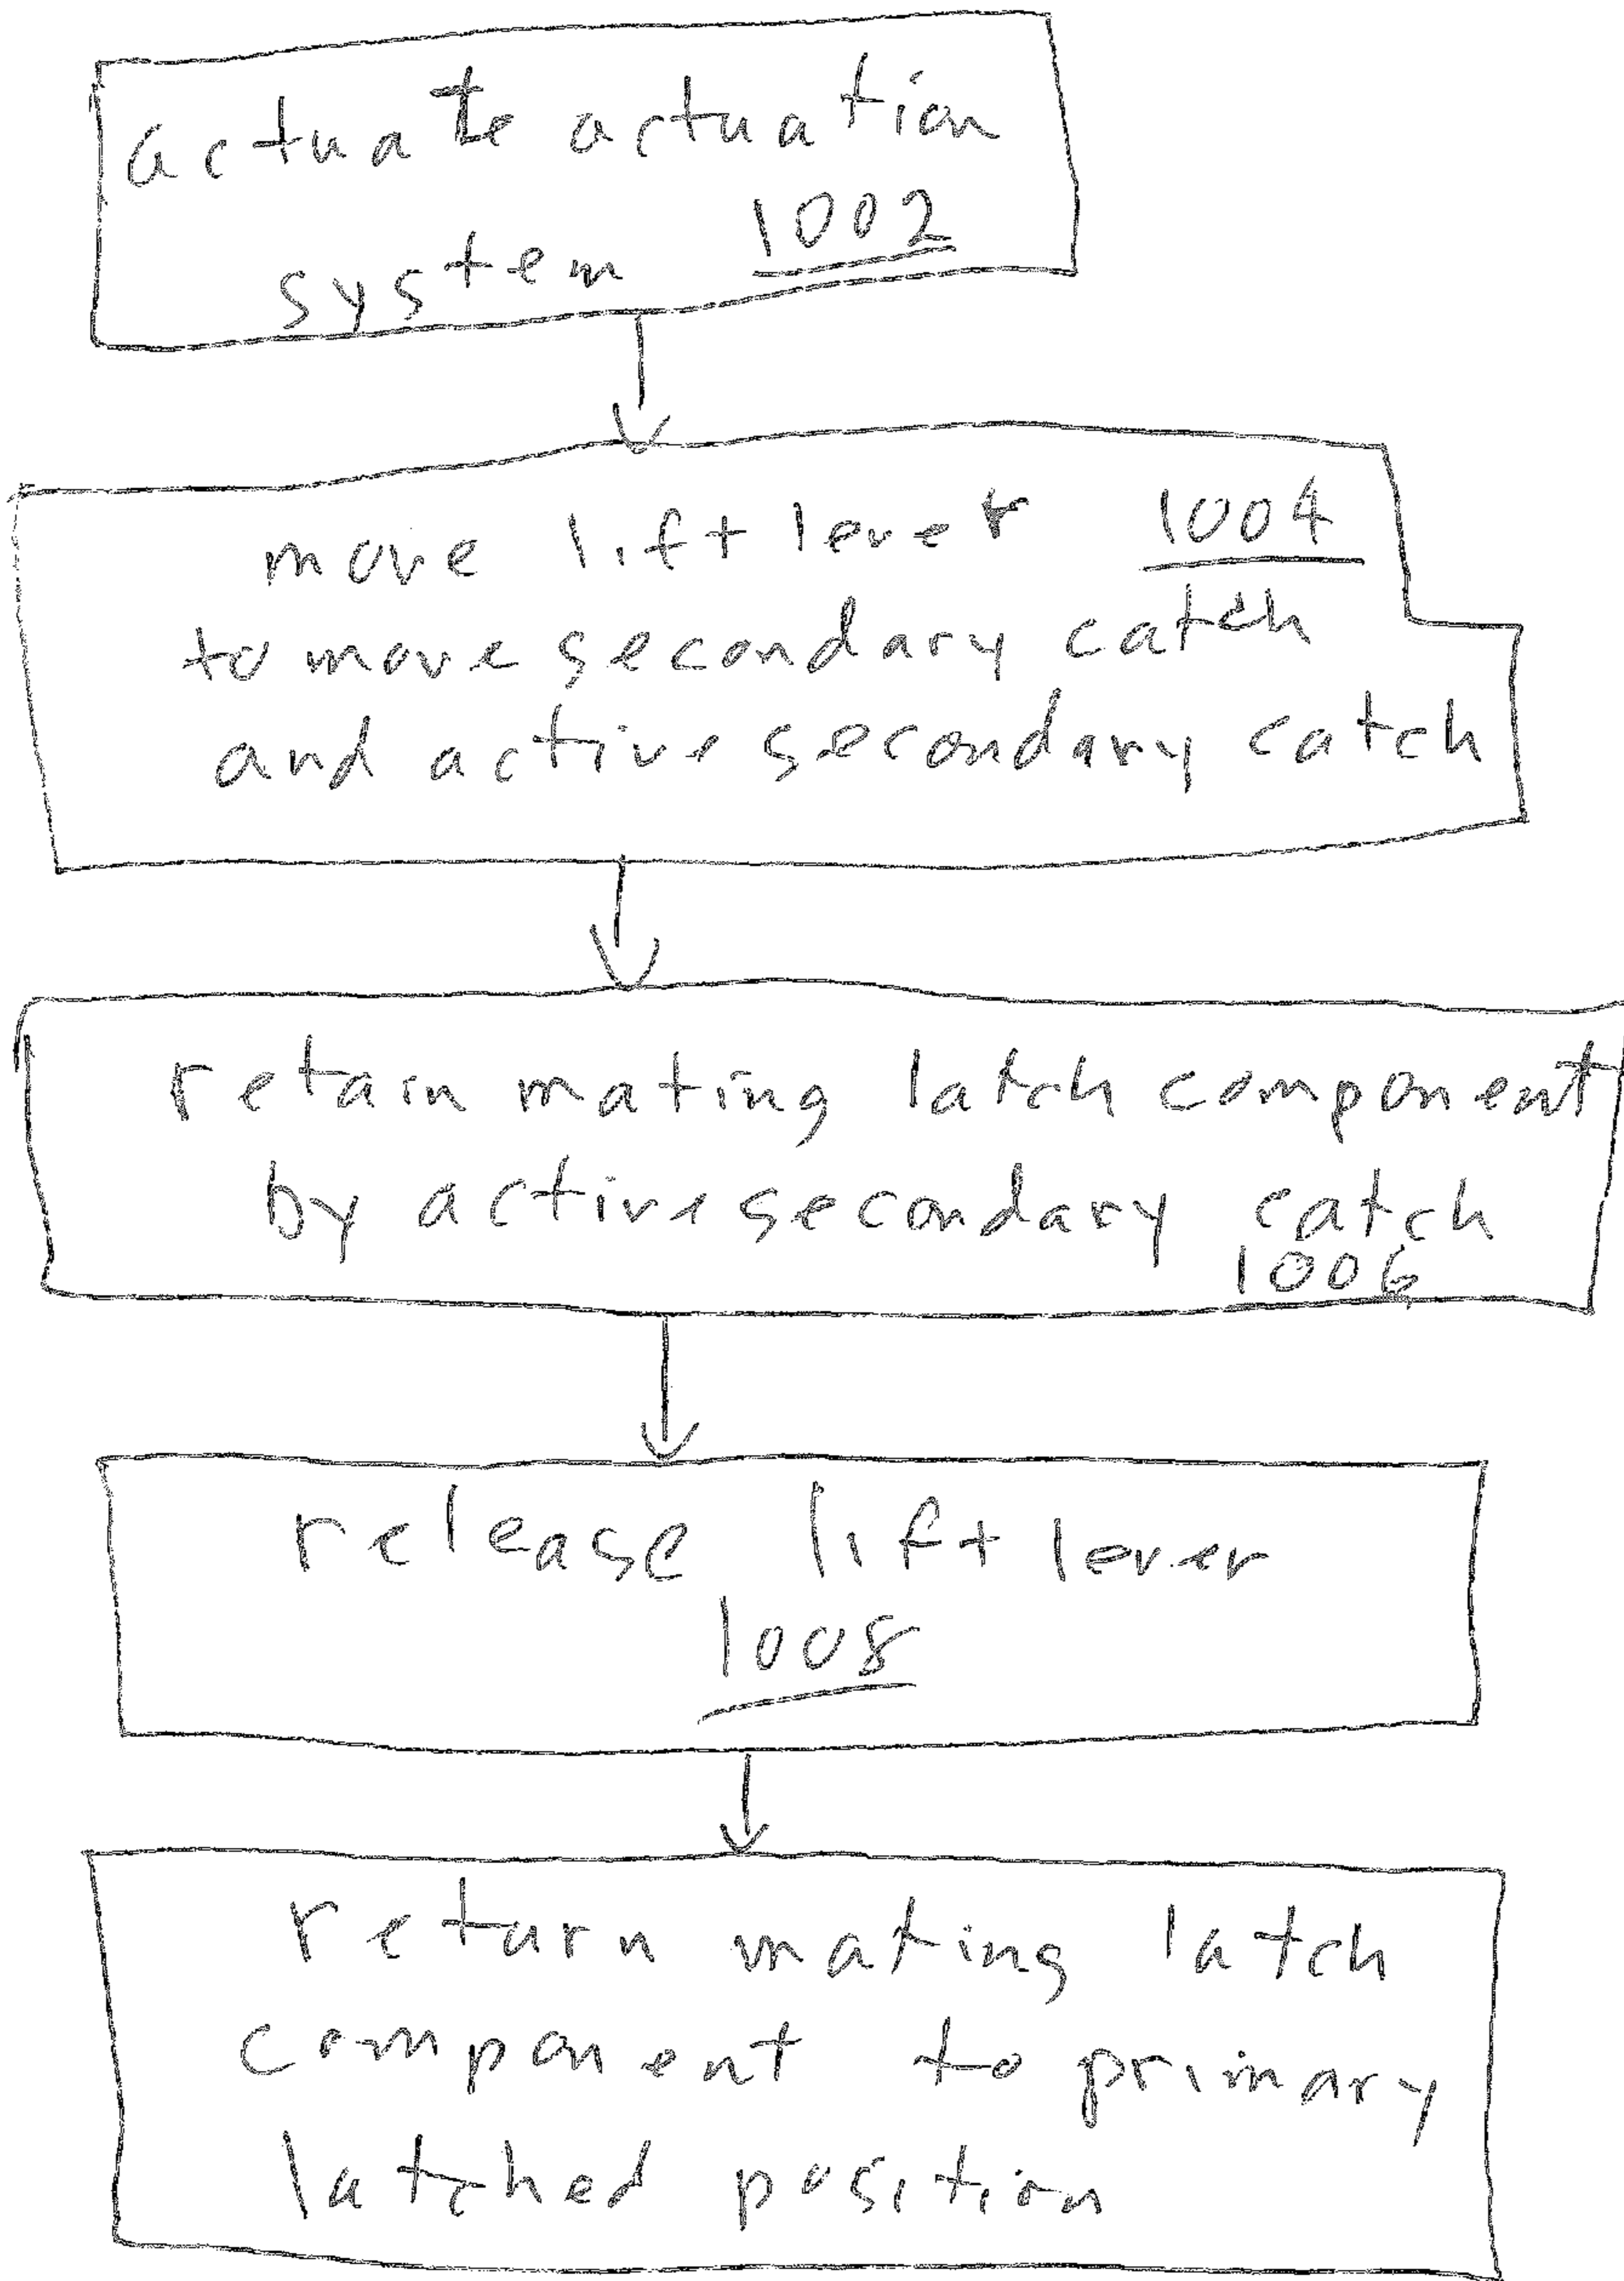 actuate actuation
system 1002
move lift lever 1004
to move secondary catch
and active secondary catch
retain mating latch component
by active secondary catch
1006
release lift lever
1008
return mating latch
component to primary
latched position